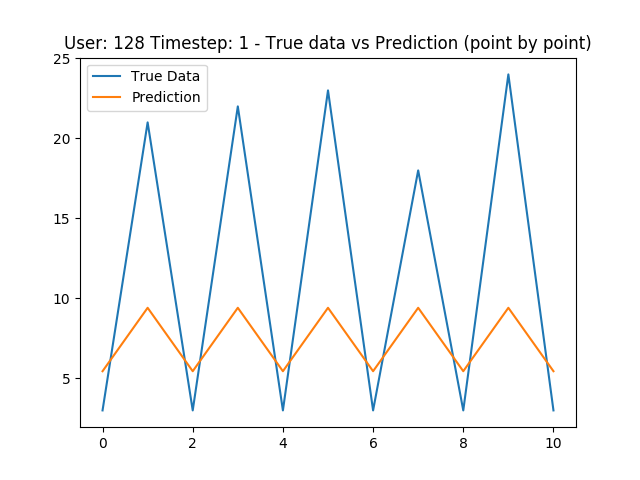 User: 128 Timestep: 1 - True data vs Prediction (point by point)
True Data
Prediction
25
20
15
10
5
0 2 4 6 8 10